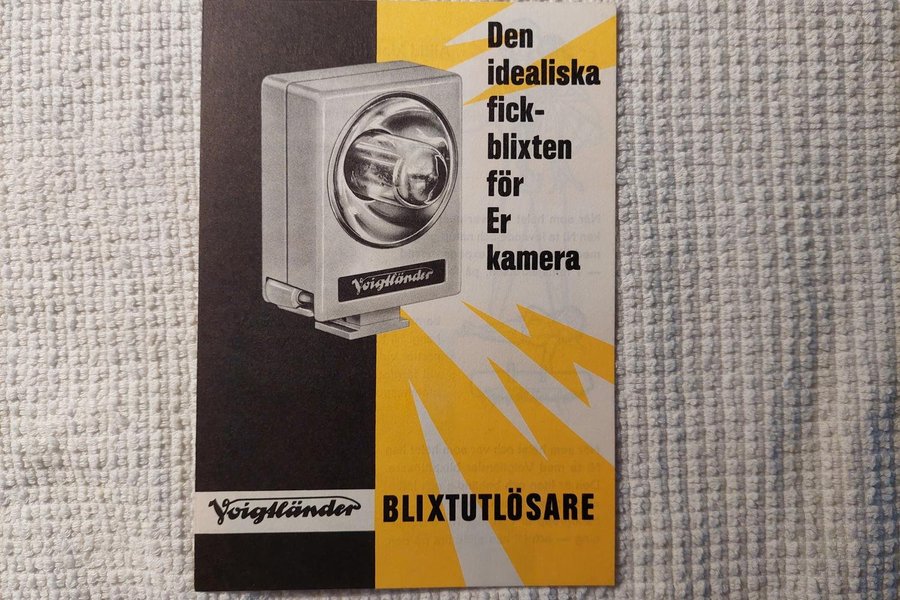 Den
idealiska
fick-
blixten
för
Er
kamera
Voigtländer
Voigtländer BLIXTUTLÖSARE